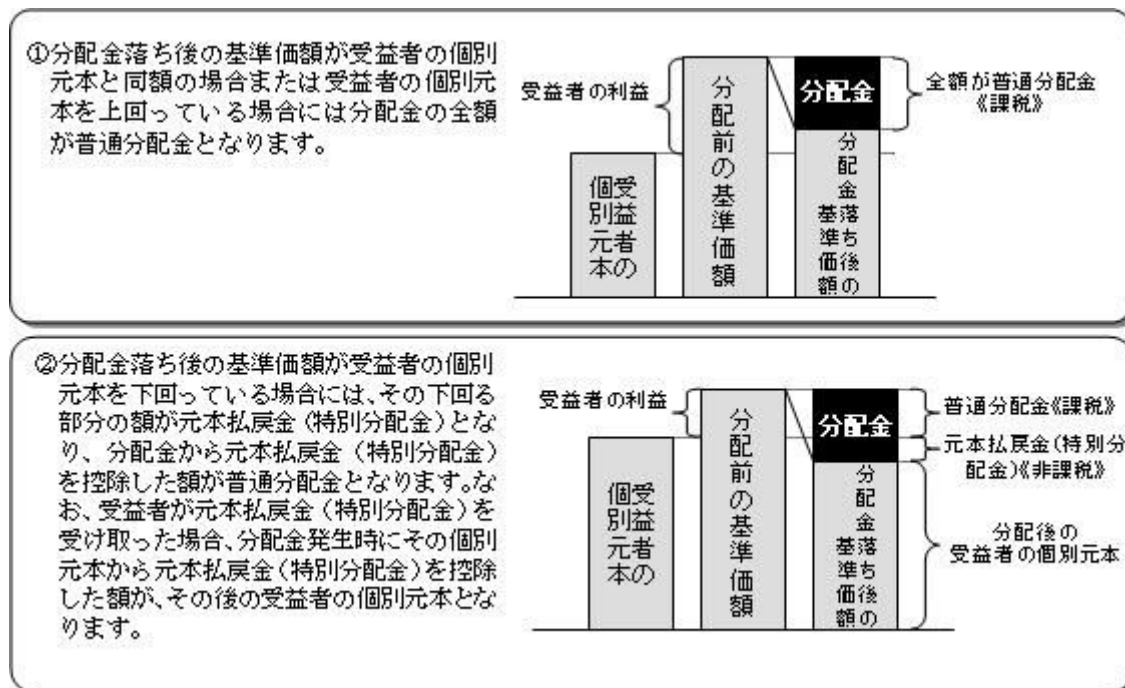 ①分配金落ち後の基準価額が受益者の個別
元本と同額の場合または受益者の個別元
本を上回っている場合には分配金の全額
が普通分配金となります。
受益者の利益
受益者の
個別元本
分配前の基準価額
分配金
分配金落ち後の
基準価額
全額が普通分配金
《課税》
②分配金落ち後の基準価額が受益者の個別
元本を下回っている場合には、その下回る
部分の額が元本払戻金(特別分配金)とな
り、分配金から元本払戻金(特別分配金)
を控除した額が普通分配金となります。な
お、受益者が元本払戻金(特別分配金)を
受け取った場合、分配金発生時にその個別
元本から元本払戻金(特別分配金)を控除
した額が、その後の受益者の個別元本とな
ります。
受益者の利益
受益者の
個別元本
分配前の基準価額
分配金
分配金落ち後の
基準価額
普通分配金《課税》
元本払戻金(特別分
配金)《非課税》
分配後の
受益者の個別元本